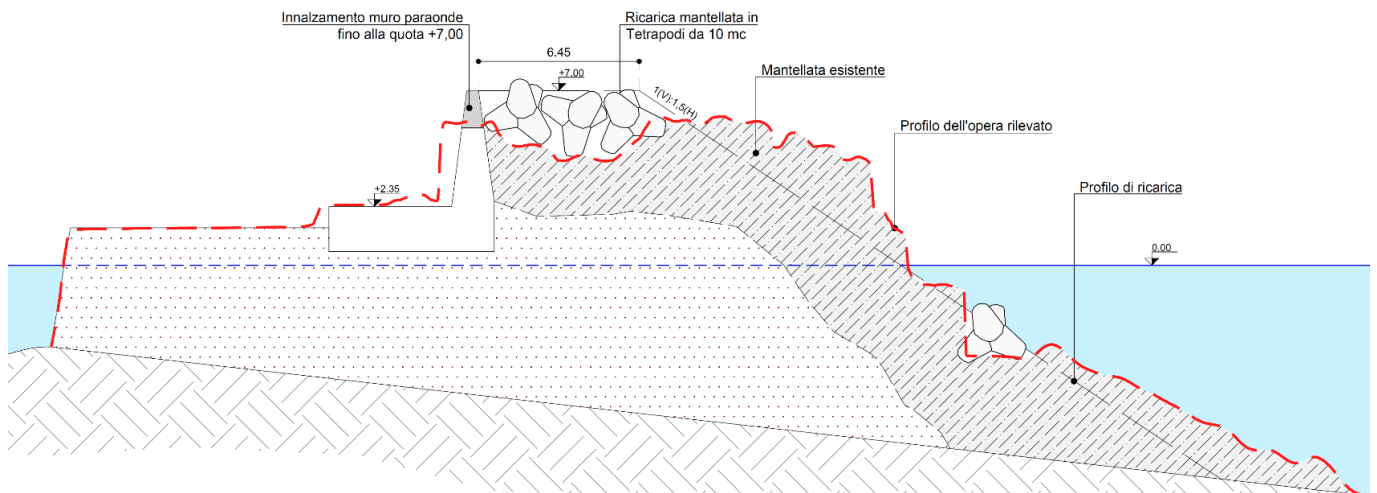 Innalzamento muro paraonde
fino alla quota +7,00
Ricarica mantellata in
Tetrapodi da 10 mc
6.45
+7.00
1(V):1,5(H)
Mantellata esistente
Profilo dell'opera rilevato
+2.35
Profilo di ricarica
0.00